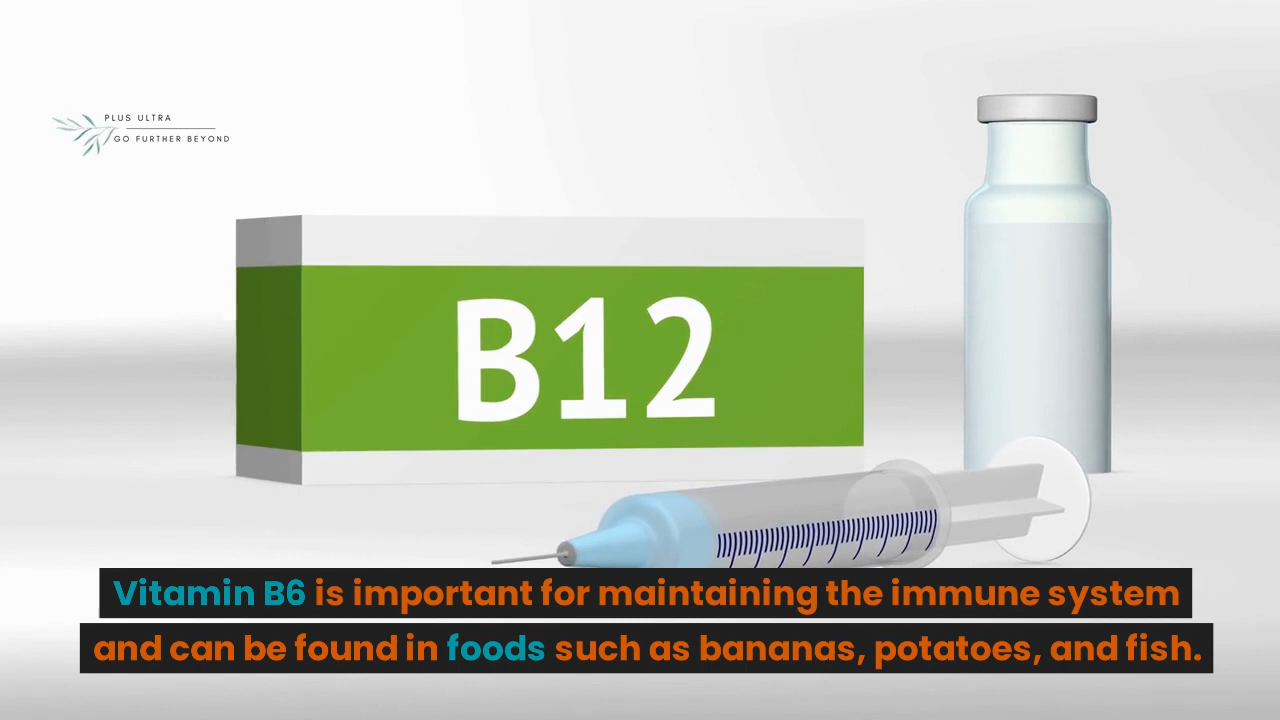 PLUS ULTRA
GO FURTHER BEYOND
B12
Vitamin B6 is important for maintaining the immune system
and can be found in foods such as bananas, potatoes, and fish.